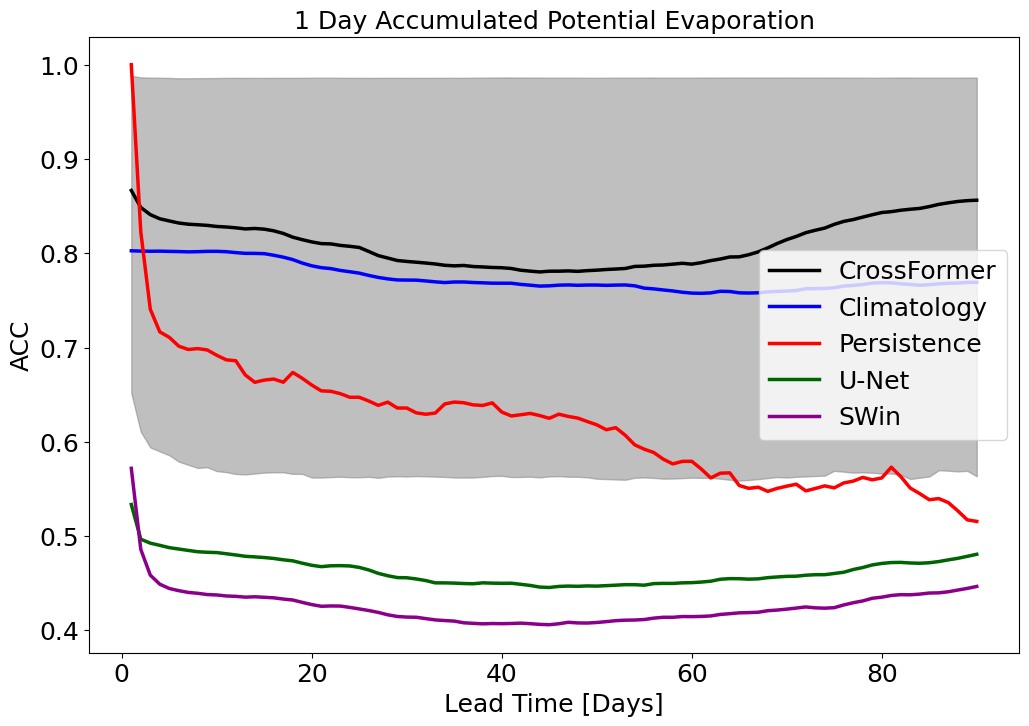 1 Day Accumulated Potential Evaporation
ACC
1.0
0.9
0.8
0.7
0.6
0.5
0.4
CrossFormer
Climatology
Persistence
U-Net
SWin
0
20
40
60
80
Lead Time [Days]